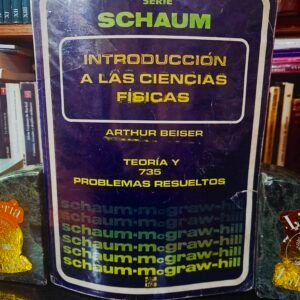 SERIE
SCHAUM
INTRODUCCIÓN
A LAS CIENCIAS
FÍSICAS
ARTHUR BEISER
TEORÍA Y
735
PROBLEMAS RESUELTOS
schaum·mcgraw-hill
schaum·mcgraw-hill
schaum·mcgraw-hill
schaum·mcgraw-hill
schaum·mcgraw-hill
schaum·mcgraw-hill